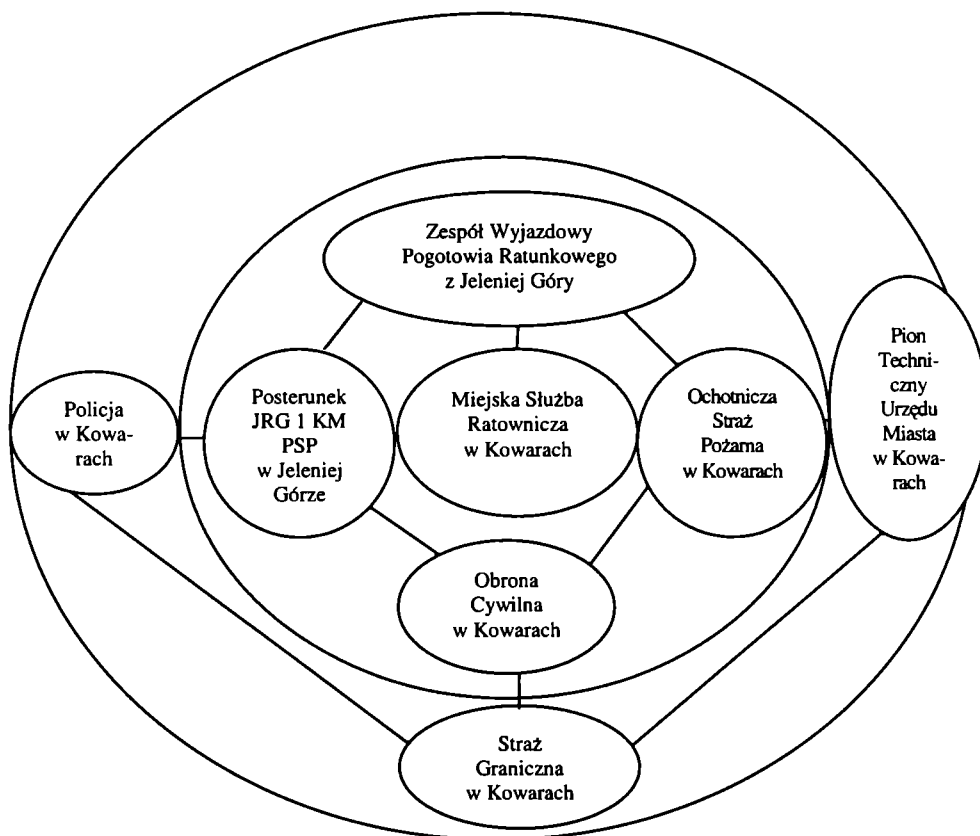 Zespół Wyjazdowy
Pogotowia Ratunkowego
z Jeleniej Góry
Policja
w Kowa-
rach
Posterunek
JRG 1 KM
PSP
w Jeleniej
Górze
Miejska Służba
Ratownicza
w Kowarach
Ochotnicza
Straż
Pożarna
w Kowarach
Pion
Techni-
czny
Urzędu
Miasta
w Kowa-
rach
Obrona
Cywilna
w Kowarach
Straż
Graniczna
w Kowarach